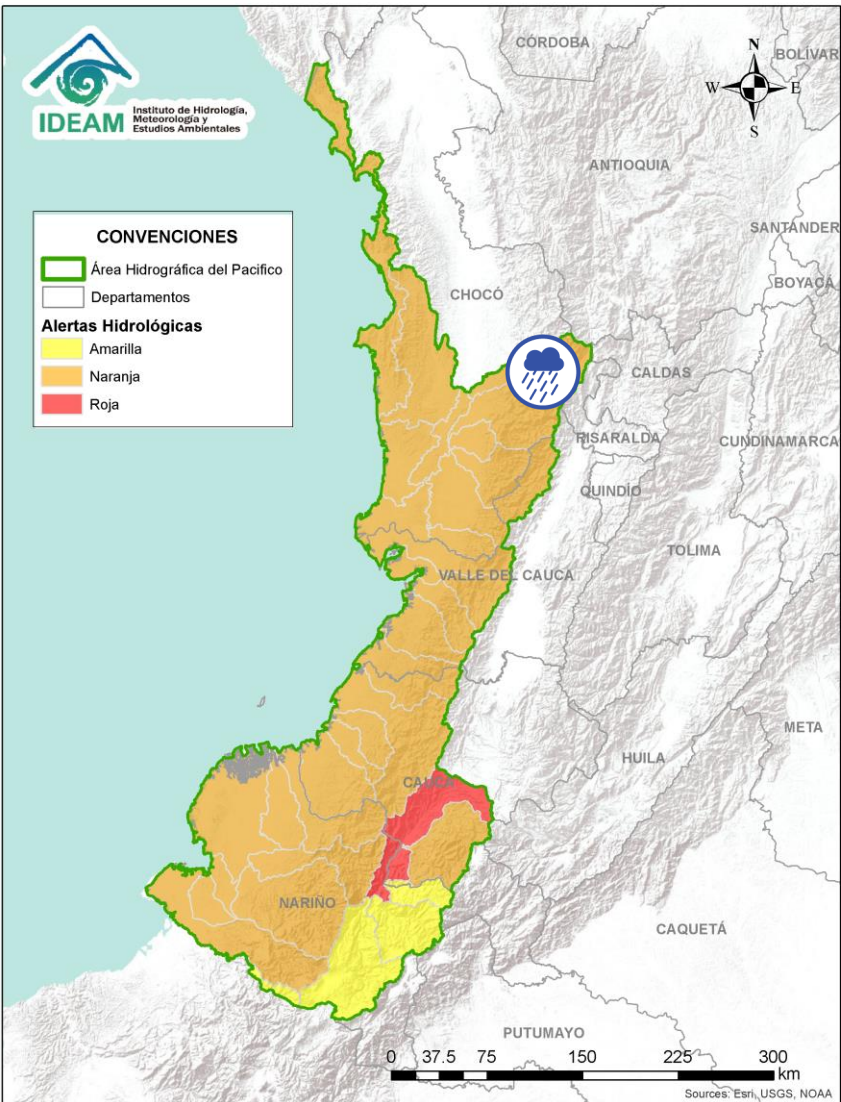 IDEAM
Instituto de Hidrología,
Meteorología y
Estudios Ambientales
N
W
E
S
CÓRDOBA
BOLIVAR
ANTIOQUIA
SANTANDER
BOYACÁ
CHOCÓ
CONVENCIONES
Área Hidrográfica del Pacifico
Departamentos
Alertas Hidrológicas
Amarilla
Naranja
Roja
CALDAS
RISARALDA
CUNDINAMARCA
QUINDÍO
TOLIMA
VALLE DEL CAUCA
META
HUILA
CAUCA
NARIÑO
CAQUETÁ
PUTUMAYO
0 37.5 75 150 225 300
km
Sources: Esri, USGS, NOAA